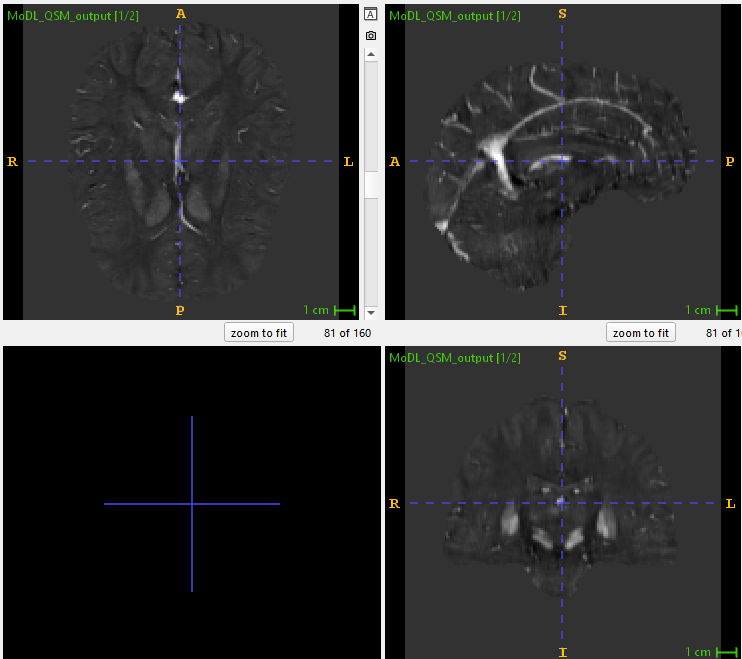 MoDL_QSM_output [1/2]
A
A
R
L
P
1 cm
zoom to fit
81 of 160
MoDL_QSM_output [1/2]
S
A
P
I
1 cm
zoom to fit
81 of 1
MoDL_QSM_output [1/2]
S
R
L
I
1 cm